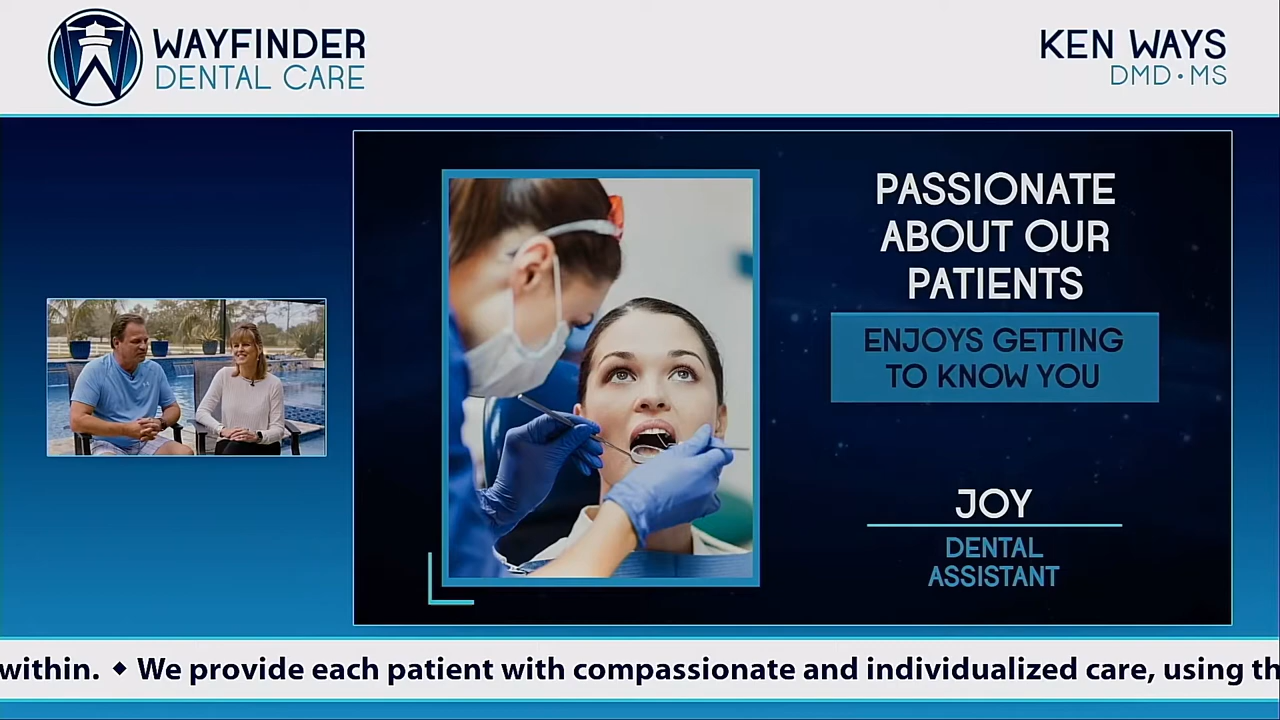 WAYFINDER
DENTAL CARE
KEN WAYS
DMD • MS
PASSIONATE
ABOUT OUR
PATIENTS
ENJOYS GETTING
TO KNOW YOU
JOY
DENTAL
ASSISTANT
within. ◆ We provide each patient with compassionate and individualized care, using